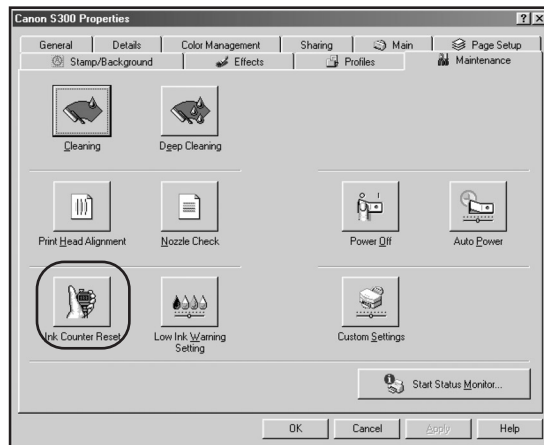 Canon S300 Properties
General Details Color Management Sharing Main Page Setup
Stamp/Background Effects Profiles Maintenance
Cleaning Deep Cleaning
Print Head Alignment Nozzle Check Power Off Auto Power
Ink Counter Reset Low Ink Warning Setting Custom Settings
Start Status Monitor...
OK Cancel Apply Help